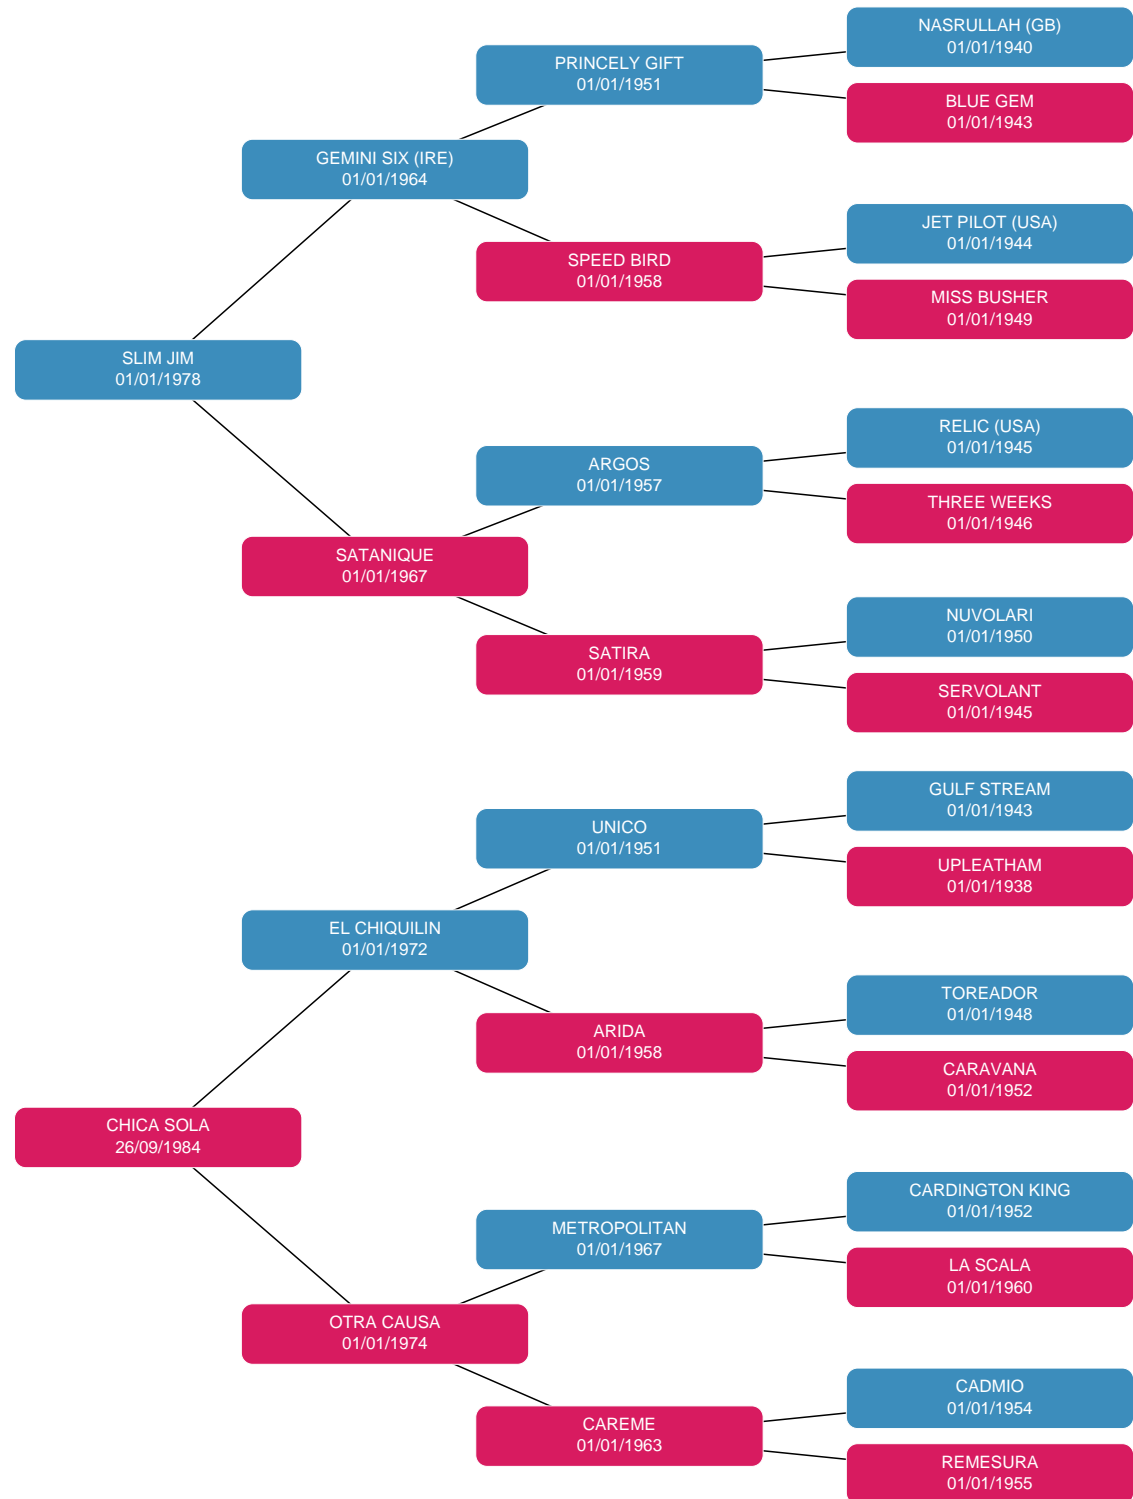 NASRULLAH (GB)
01/01/1940
PRINCELY GIFT
01/01/1951
BLUE GEM
01/01/1943
GEMINI SIX (IRE)
01/01/1964
JET PILOT (USA)
01/01/1944
SPEED BIRD
01/01/1958
MISS BUSHER
01/01/1949
SLIM JIM
01/01/1978
RELIC (USA)
01/01/1945
ARGOS
01/01/1957
THREE WEEKS
01/01/1946
SATANIQUE
01/01/1967
NUVOLARI
01/01/1950
SATIRA
01/01/1959
SERVOLANT
01/01/1945
GULF STREAM
01/01/1943
UNICO
01/01/1951
UPLEATHAM
01/01/1938
EL CHIQUILIN
01/01/1972
TOREADOR
01/01/1948
ARIDA
01/01/1958
CARAVANA
01/01/1952
CHICA SOLA
26/09/1984
CARDINGTON KING
01/01/1952
METROPOLITAN
01/01/1967
LA SCALA
01/01/1960
OTRA CAUSA
01/01/1974
CADMIO
01/01/1954
CAREME
01/01/1963
REMESURA
01/01/1955